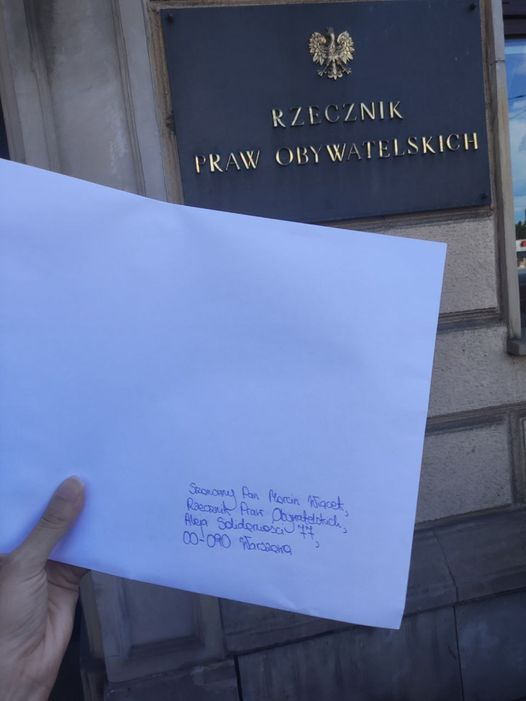 RZECZNIK
PRAW OBYWATELSKICH
Szanowny Pan Marcin Wiącek,
Rzecznik Praw Obywatelskich,
Aleja Solidarności 77,
00-090 Warszawa